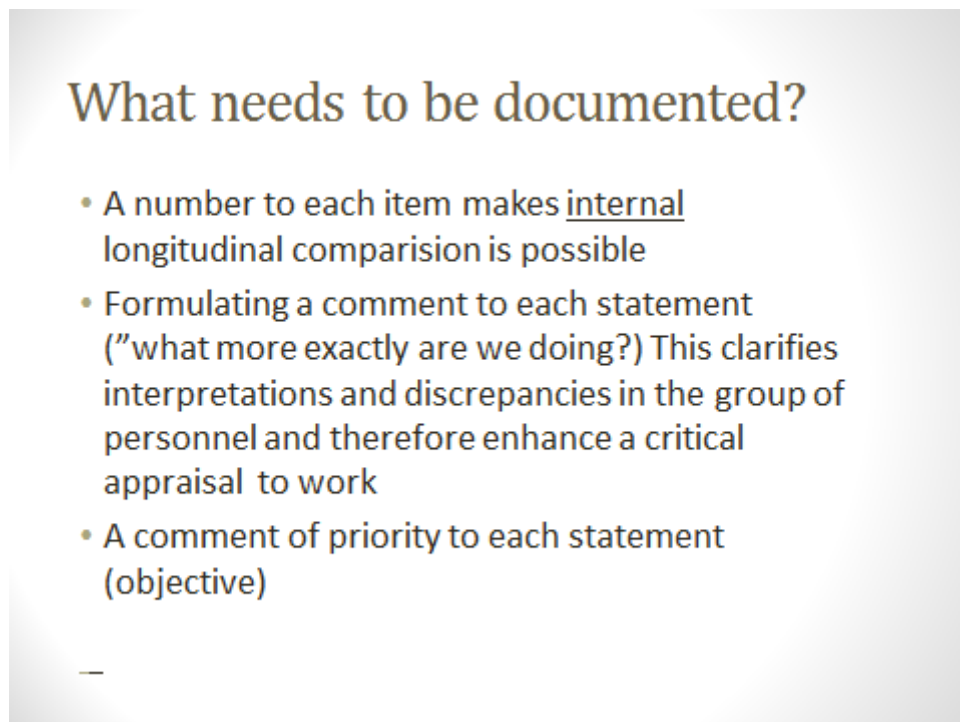 What needs to be documented?
• A number to each item makes internal
longitudinal comparision is possible
• Formulating a comment to each statement
(”what more exactly are we doing?) This clarifies
interpretations and discrepancies in the group of
personnel and therefore enhance a critical
appraisal to work
• A comment of priority to each statement
(objective)